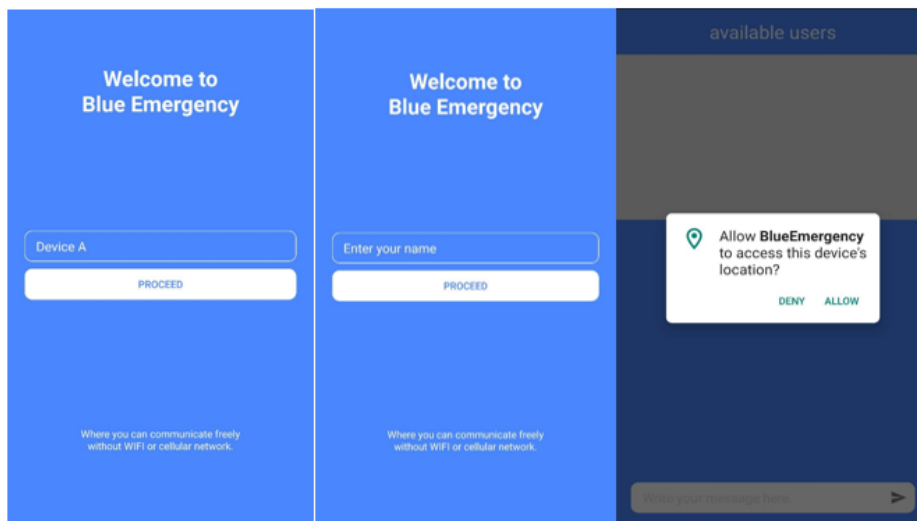 Welcome to
Blue Emergency
Device A
PROCEED
Where you can communicate freely
without WIFI or cellular network.
Welcome to
Blue Emergency
Enter your name
PROCEED
Where you can communicate freely
without WIFI or cellular network.
available users
Allow BlueEmergency
to access this device's
location?
DENY ALLOW
Write your message here.